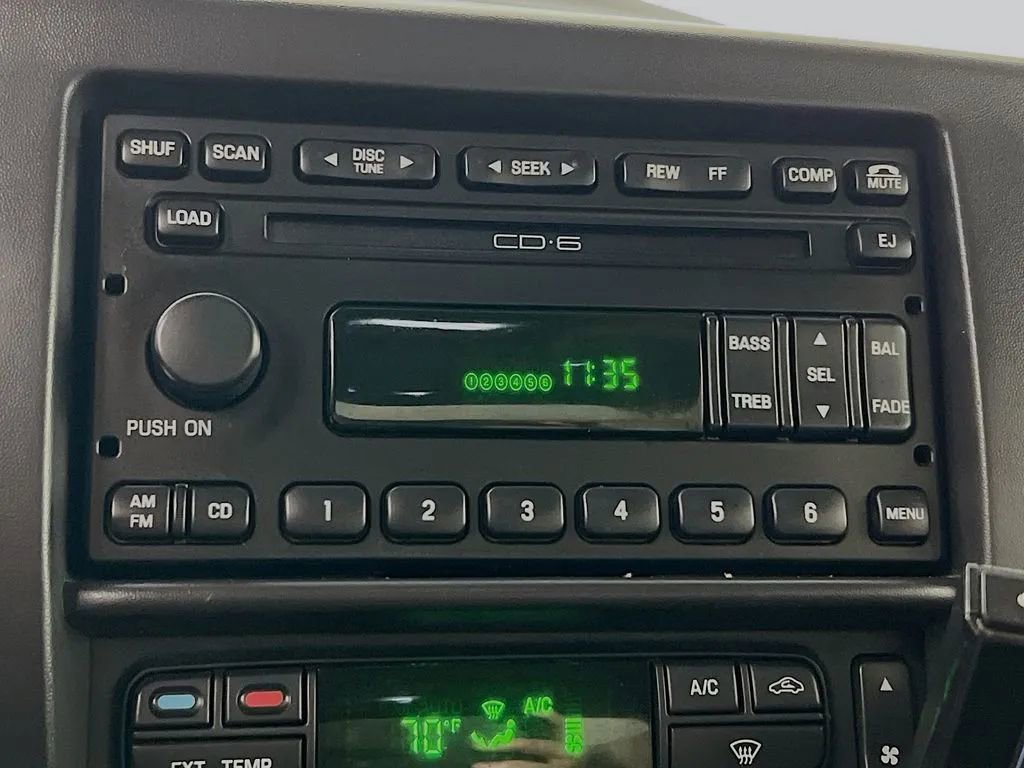 SHUF
SCAN
◄ DISC ►
TUNE
◄ SEEK ►
REW FF
COMP
MUTE
LOAD
CD·6
EJ
①②③④⑤⑥ 11:35
BASS
TREB
▲
SEL
▼
BAL
FADE
PUSH ON
AM
FM
CD
1
2
3
4
5
6
MENU
70°F
A/C
A/C
▲
EXT TEMP